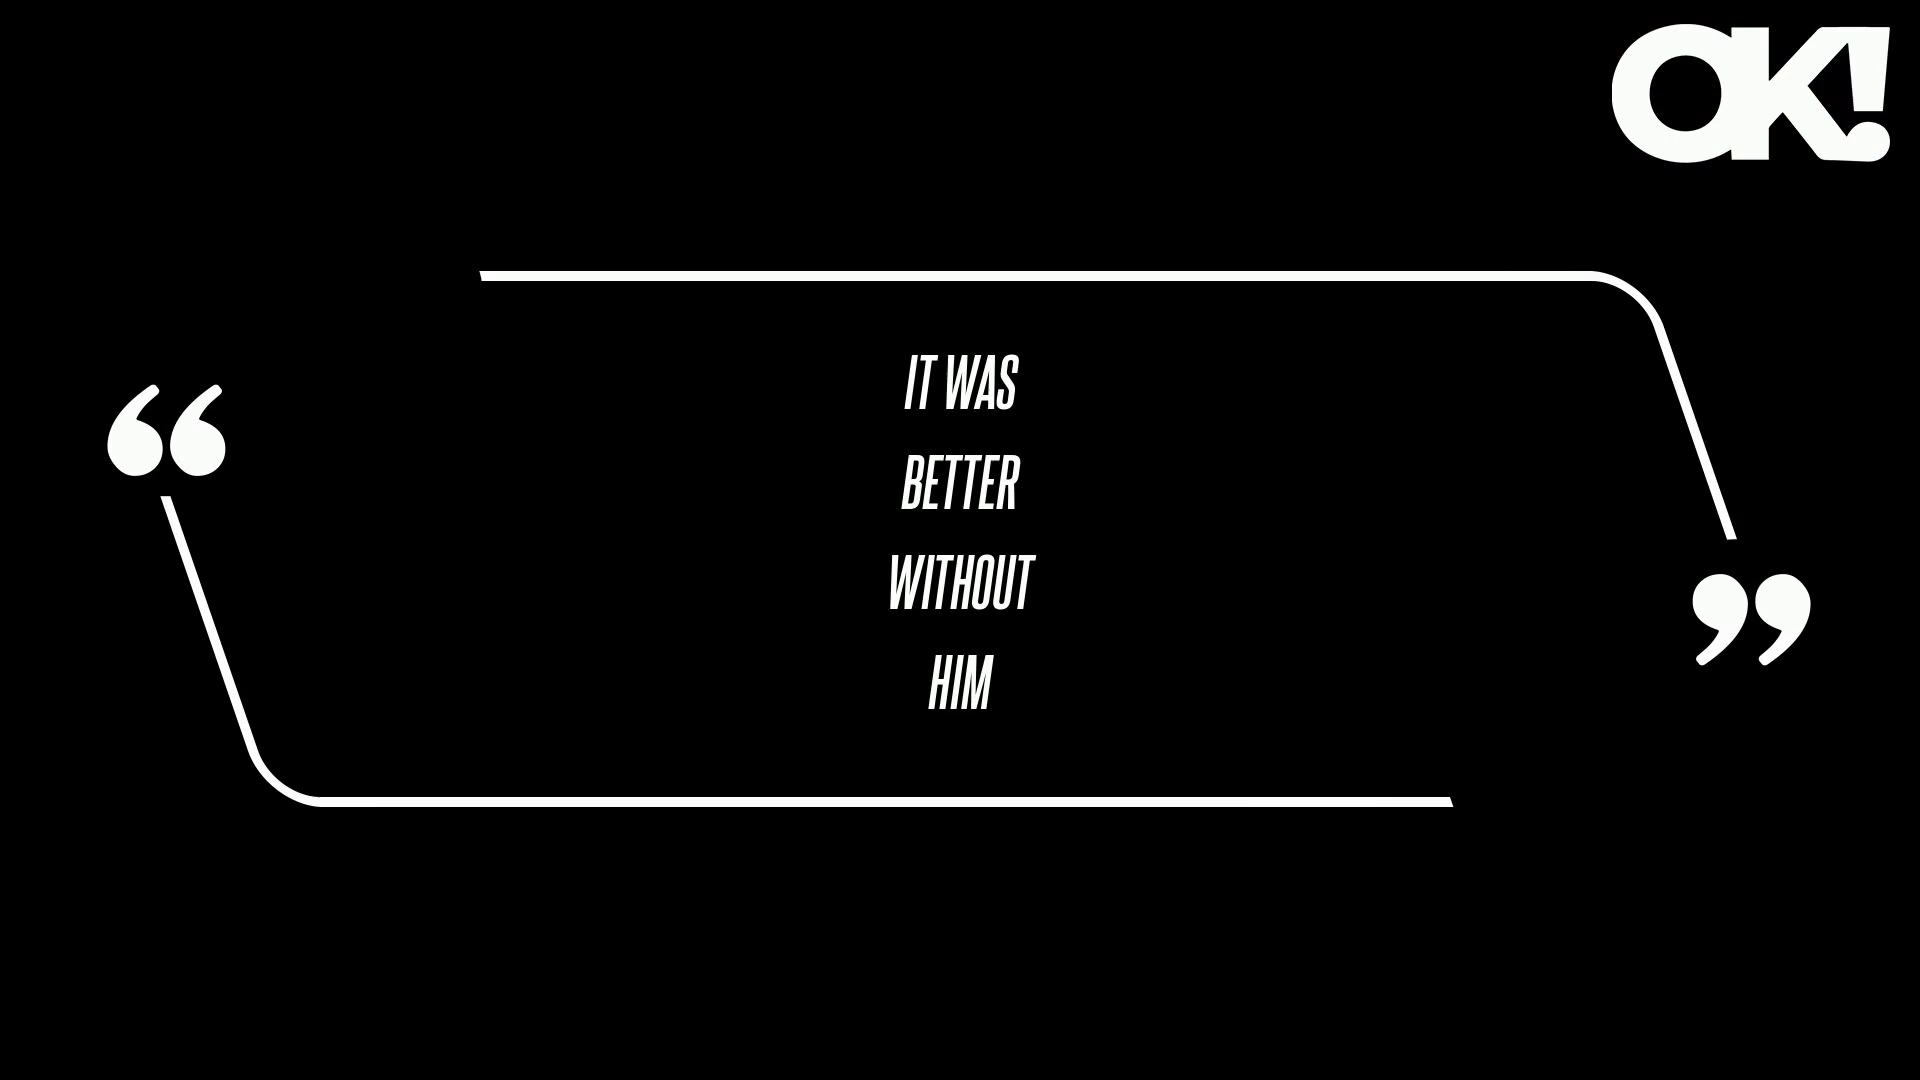 OK!
“
IT WAS
BETTER
WITHOUT
HIM
”